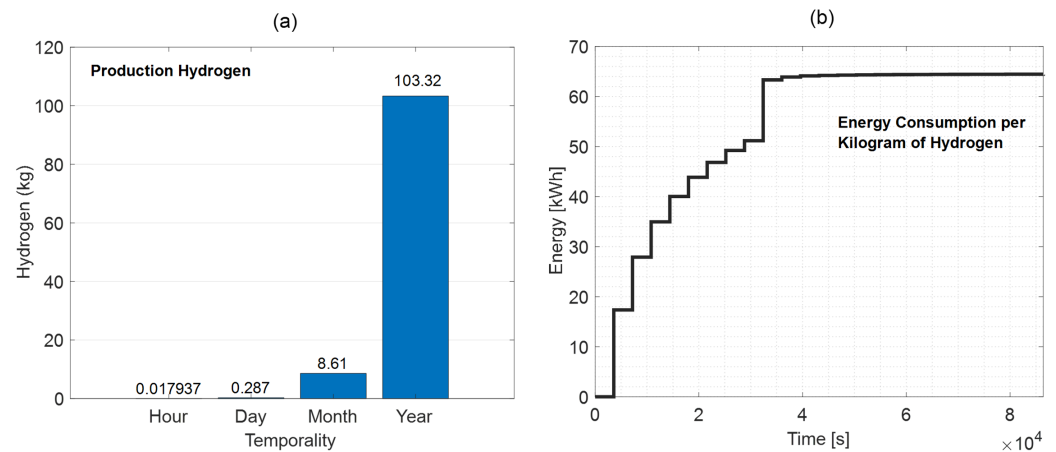 (a)
Production Hydrogen
120
100
80
60
40
20
0
Hydrogen (kg)
0.017937
0.287
8.61
103.32
Hour Day Month Year
Temporality
(b)
70
60
50
40
30
20
10
0
Energy [kWh]
Energy Consumption per
Kilogram of Hydrogen
0 2 4 6 8
Time [s]
×10⁴